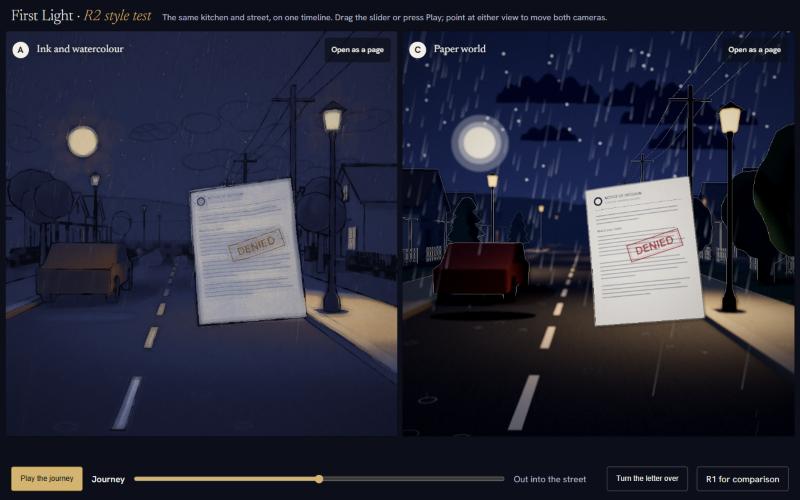 First Light · R2 style test The same kitchen and street, on one timeline. Drag the slider or press Play; point at either view to move both cameras.
A Ink and watercolour Open as a page
C Paper world Open as a page
NOTICE OF DECISION
DENIED
NOTICE OF DECISION
DENIED
Play the journey Journey Out into the street Turn the letter over R1 for comparison